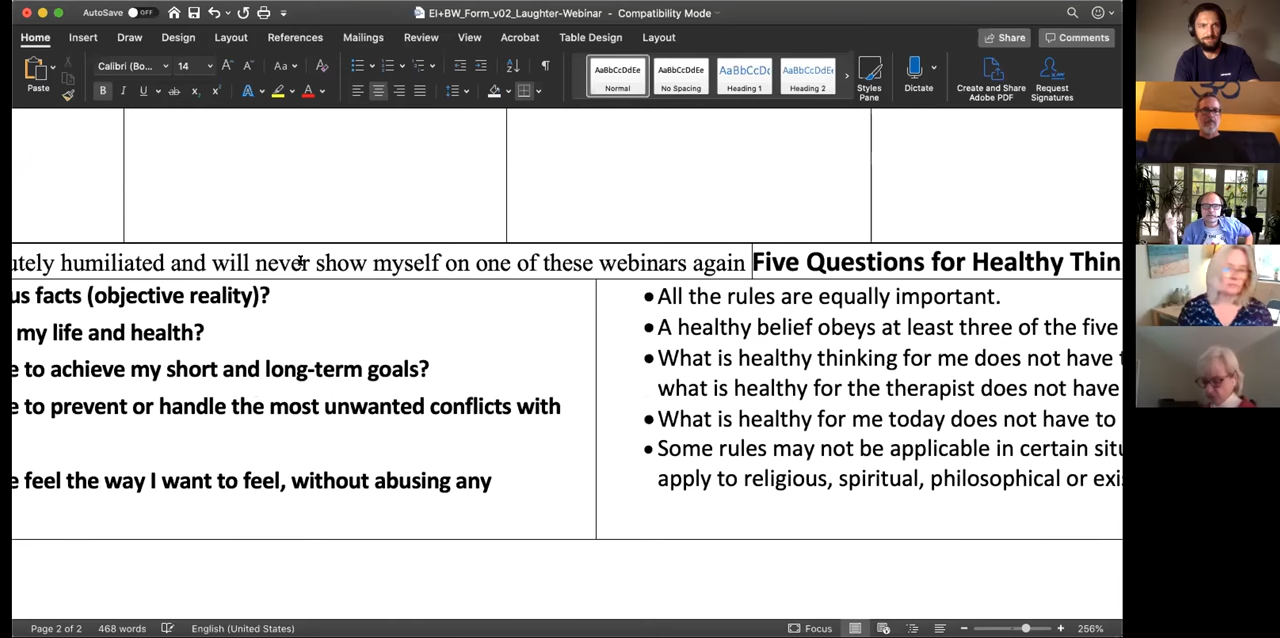 AutoSave OFF
EI+BW_Form_v02_Laughter-Webinar - Compatibility Mode
Home Insert Draw Design Layout References Mailings Review View Acrobat Table Design Layout
Share Comments
Paste
Calibri (Bo... 14
AaBbCcDdEe AaBbCcDdEe AaBbCcDc AaBbCcDdEe
Normal No Spacing Heading 1 Heading 2
Styles Pane
Dictate
Create and Share Adobe PDF
Request Signatures
utely humiliated and will never show myself on one of these webinars again Five Questions for Healthy Thin
us facts (objective reality)?
my life and health?
e to achieve my short and long-term goals?
e to prevent or handle the most unwanted conflicts with
e feel the way I want to feel, without abusing any
• All the rules are equally important.
• A healthy belief obeys at least three of the five
• What is healthy thinking for me does not have
what is healthy for the therapist does not have
• What is healthy for me today does not have to
• Some rules may not be applicable in certain situ
apply to religious, spiritual, philosophical or exi
Page 2 of 2 468 words English (United States) Focus 256%